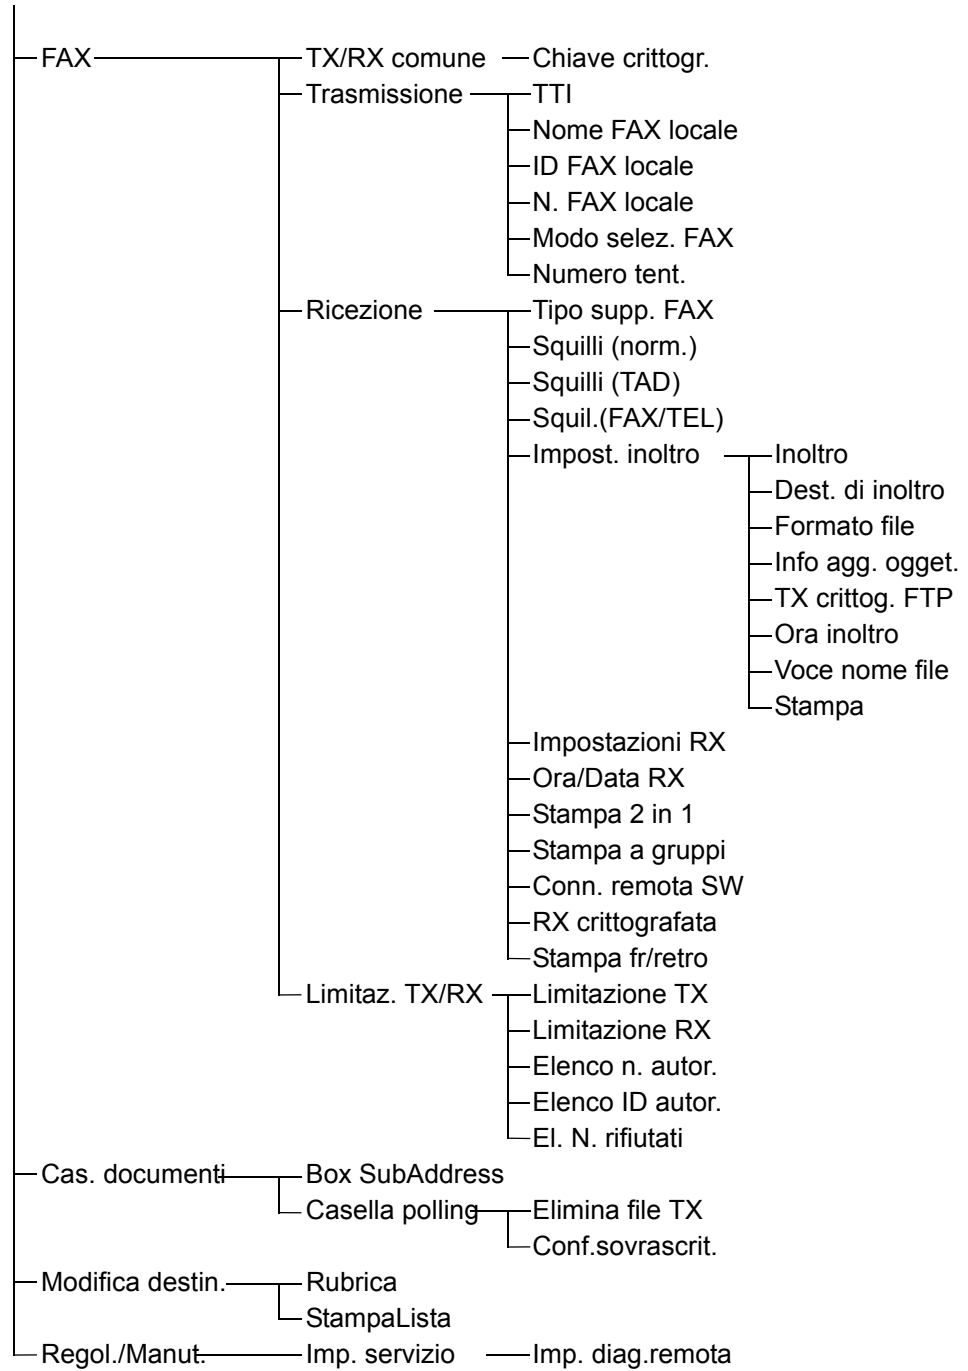 FAX TX/RX comune Chiave crittogr.
Trasmissione TTI
Nome FAX locale
ID FAX locale
N. FAX locale
Modo selez. FAX
Numero tent.
Ricezione Tipo supp. FAX
Squilli (norm.)
Squilli (TAD)
Squil.(FAX/TEL)
Impost. inoltro Inoltro
Dest. di inoltro
Formato file
Info agg. ogget.
TX crittog. FTP
Ora inoltro
Voce nome file
Stampa
Impostazioni RX
Ora/Data RX
Stampa 2 in 1
Stampa a gruppi
Conn. remota SW
RX crittografata
Stampa fr/retro
Limitaz. TX/RX Limitazione TX
Limitazione RX
Elenco n. autor.
Elenco ID autor.
El. N. rifiutati
Cas. documenti Box SubAddress
Casella polling Elimina file TX
Conf.sovrascrit.
Modifica destin. Rubrica
StampaLista
Regol./Manut. Imp. servizio Imp. diag.remota